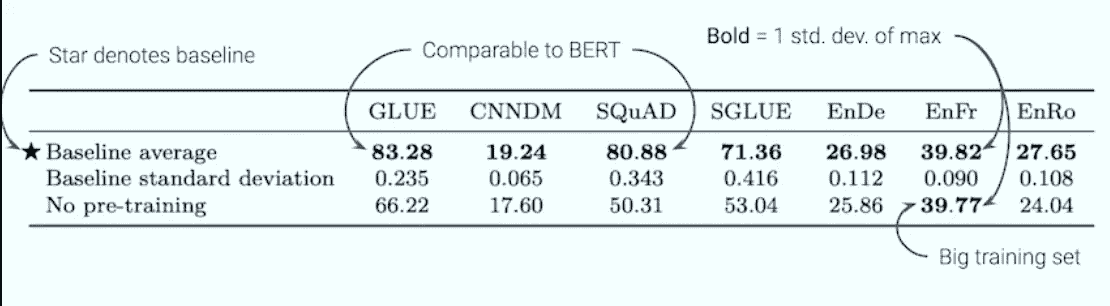 Star denotes baseline
Comparable to BERT
Bold = 1 std. dev. of max
GLUE CNNDM SQuAD SGLUE EnDe EnFr EnRo
★ Baseline average 83.28 19.24 80.88 71.36 26.98 39.82 27.65
Baseline standard deviation 0.235 0.065 0.343 0.416 0.112 0.090 0.108
No pre-training 66.22 17.60 50.31 53.04 25.86 39.77 24.04
Big training set